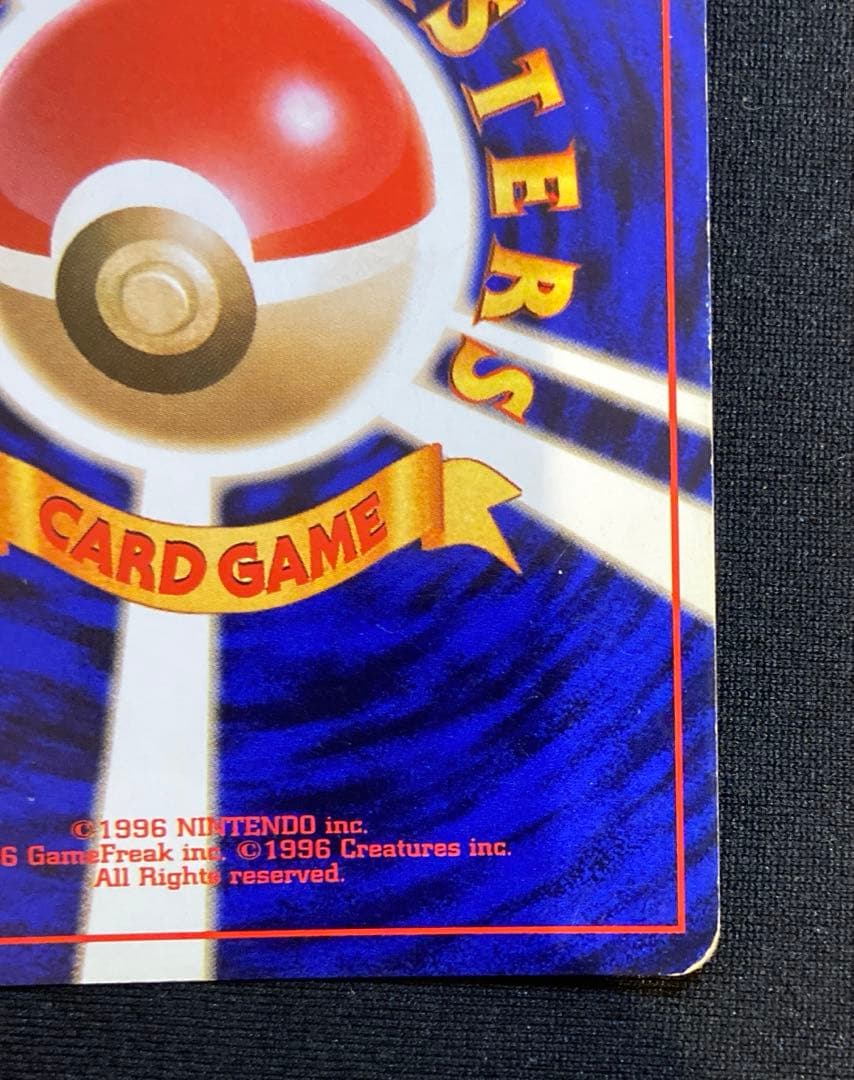 STERS
CARD GAME
©1996 NINTENDO inc.
6 GameFreak inc. ©1996 Creatures inc.
All Rights reserved.